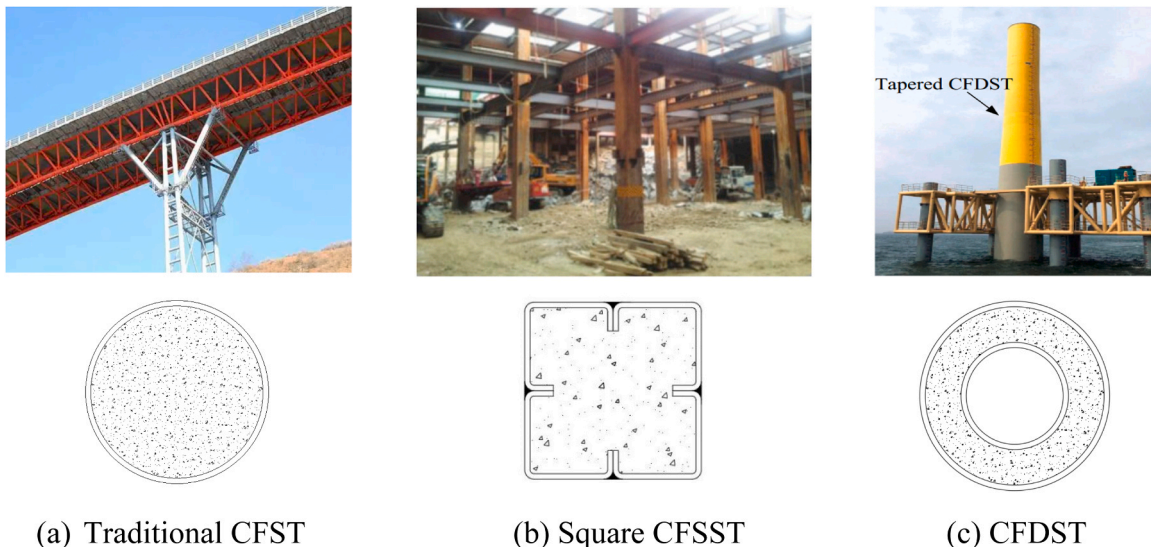 Tapered CFDST
(a) Traditional CFST
(b) Square CFSST
(c) CFDST